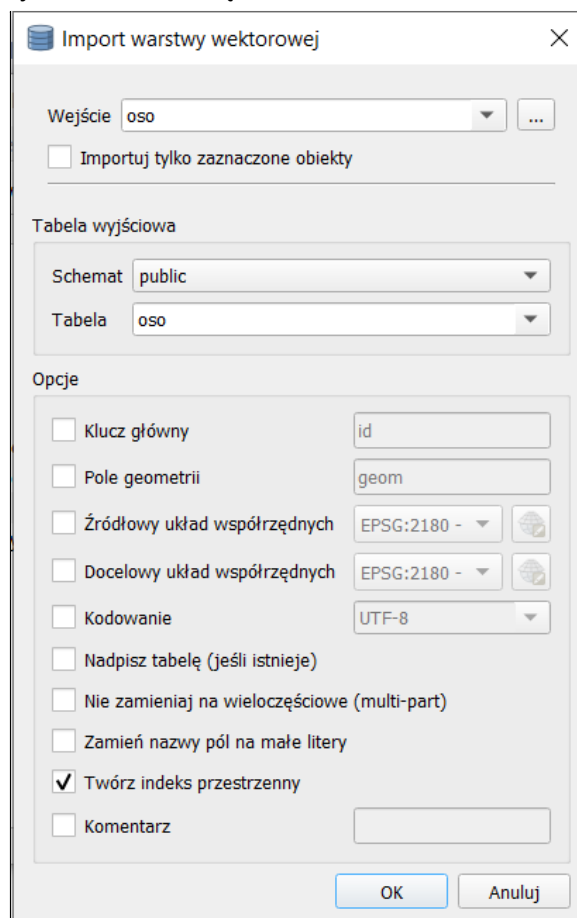 Import warstwy wektorowej
Wejście oso ...
Importuj tylko zaznaczone obiekty
Tabela wyjściowa
Schemat public
Tabela oso
Opcje
Klucz główny id
Pole geometrii geom
Źródłowy układ współrzędnych EPSG:2180 -
Docelowy układ współrzędnych EPSG:2180 -
Kodowanie UTF-8
Nadpisz tabelę (jeśli istnieje)
Nie zamieniaj na wieloczęściowe (multi-part)
Zamień nazwy pól na małe litery
Twórz indeks przestrzenny
Komentarz
OK Anuluj